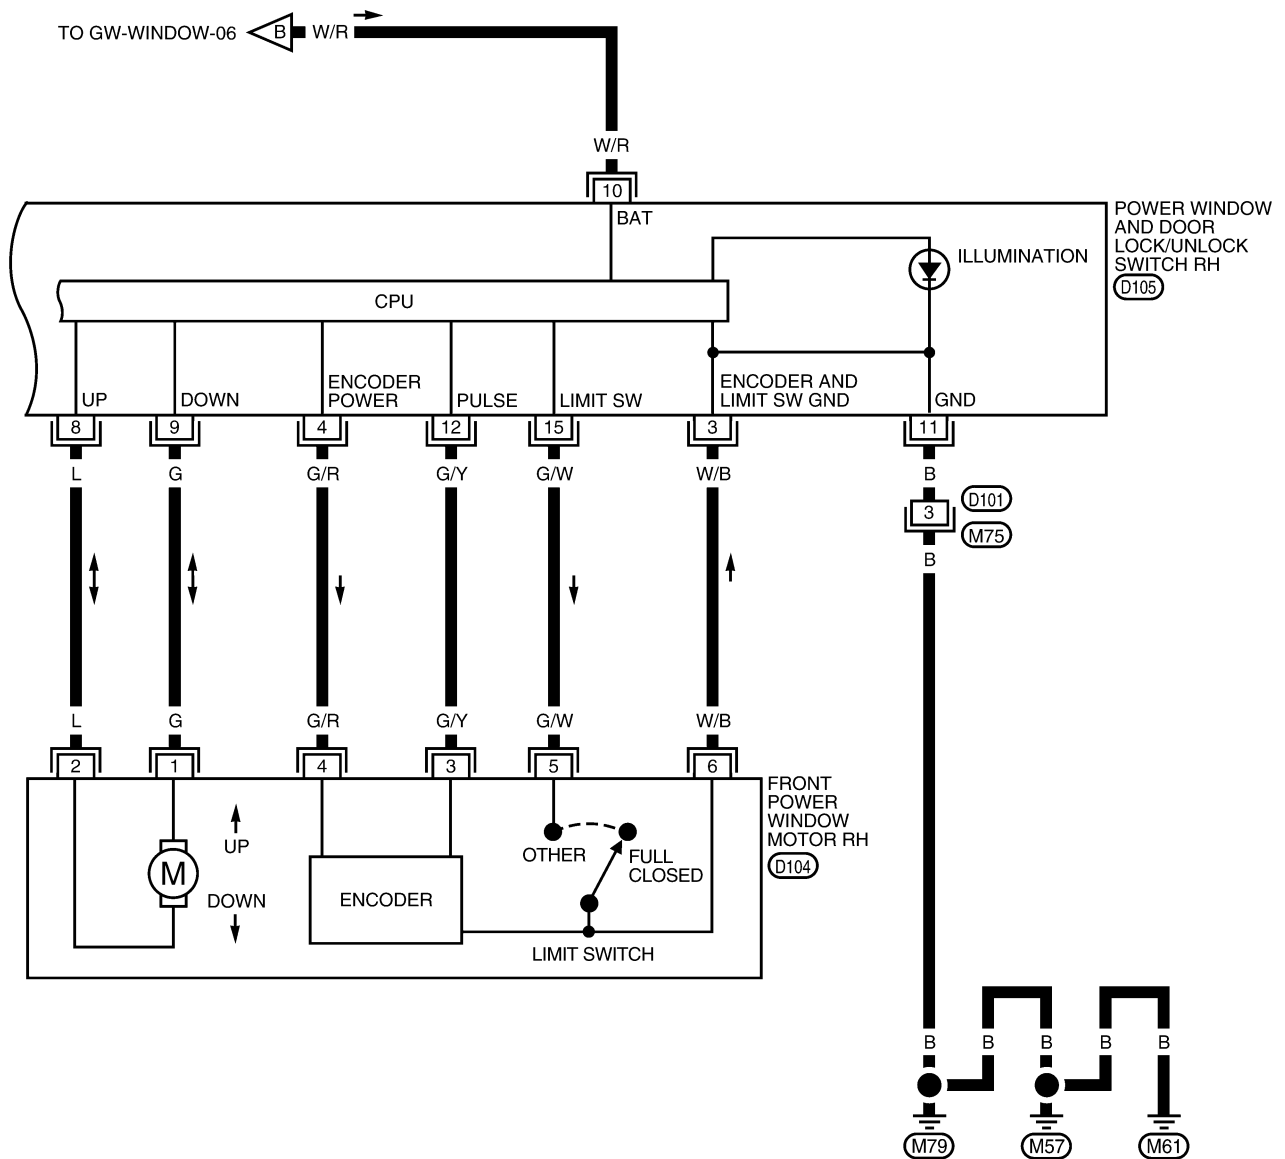 TO GW-WINDOW-06
B
W/R
W/R
10
BAT
POWER WINDOW
AND DOOR
LOCK/UNLOCK
SWITCH RH
D105
ILLUMINATION
CPU
UP
DOWN
ENCODER
POWER
PULSE
LIMIT SW
ENCODER AND
LIMIT SW GND
GND
8
9
4
12
15
3
11
L
G
G/R
G/Y
G/W
W/B
B
3
D101
M75
B
L
G
G/R
G/Y
G/W
W/B
2
1
4
3
5
6
FRONT
POWER
WINDOW
MOTOR RH
D104
M
UP
DOWN
ENCODER
OTHER
FULL
CLOSED
LIMIT SWITCH
B
B
B
B
B
M79
M57
M61